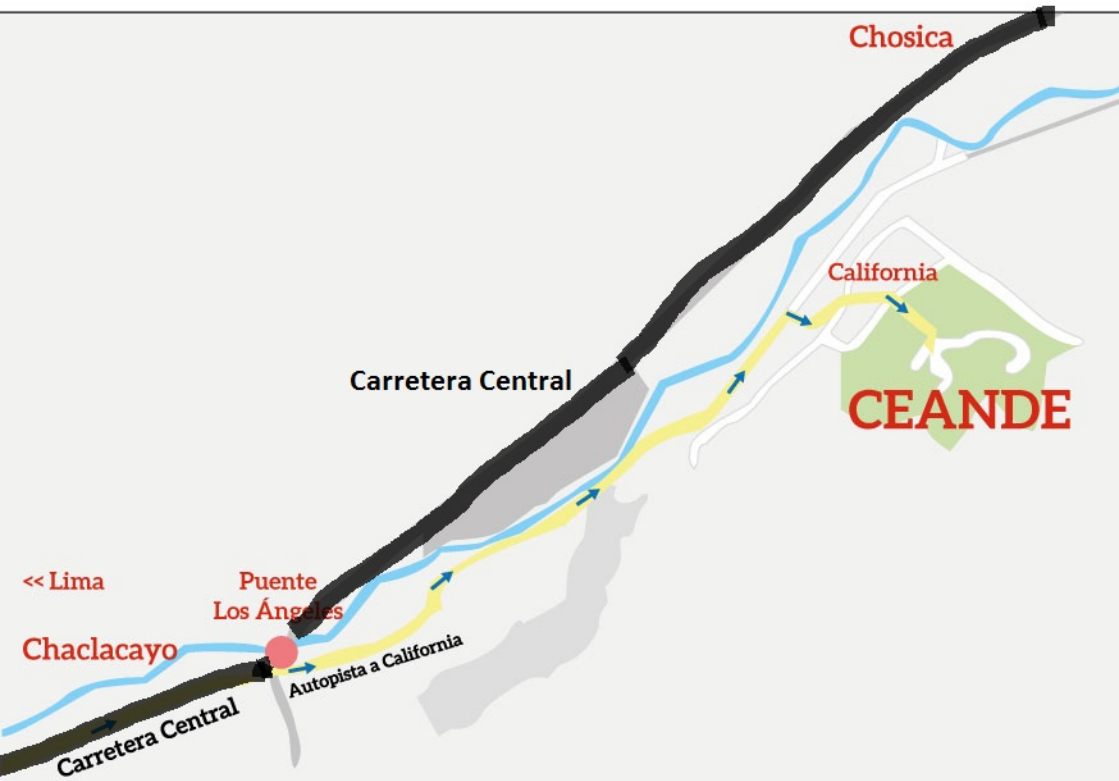 Chosica
California
Carretera Central
CEANDE
<< Lima
Puente
Los Ángeles
Chaclacayo
Autopista a California
Carretera Central